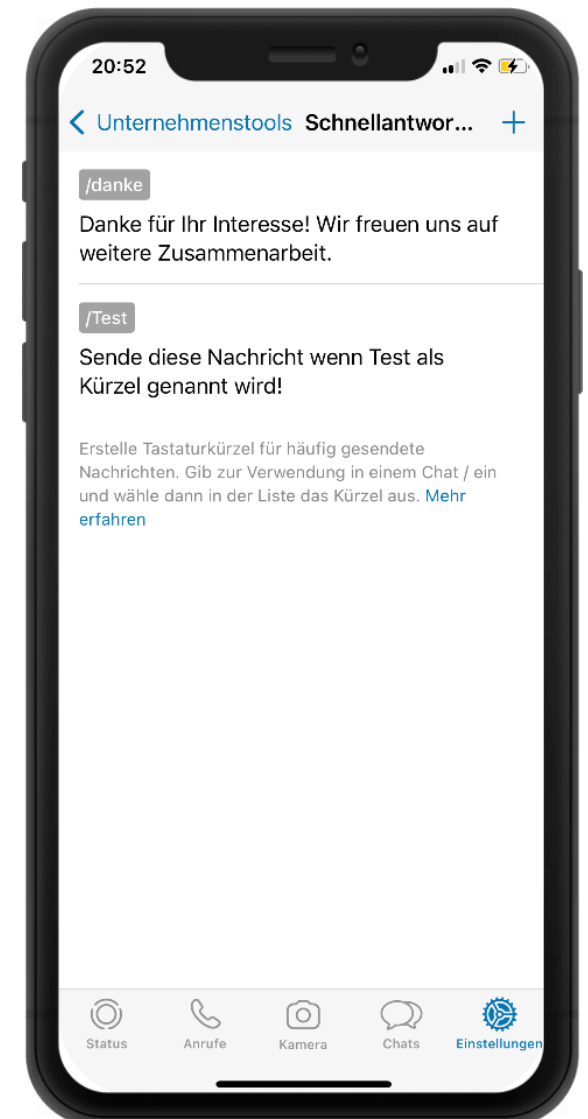 20:52
Unternehmenstools Schnellantwor...
/danke
Danke für Ihr Interesse! Wir freuen uns auf
weitere Zusammenarbeit.
/Test
Sende diese Nachricht wenn Test als
Kürzel genannt wird!
Erstelle Tastaturkürzel für häufig gesendete
Nachrichten. Gib zur Verwendung in einem Chat / ein
und wähle dann in der Liste das Kürzel aus. Mehr
erfahren
Status Anrufe Kamera Chats Einstellungen